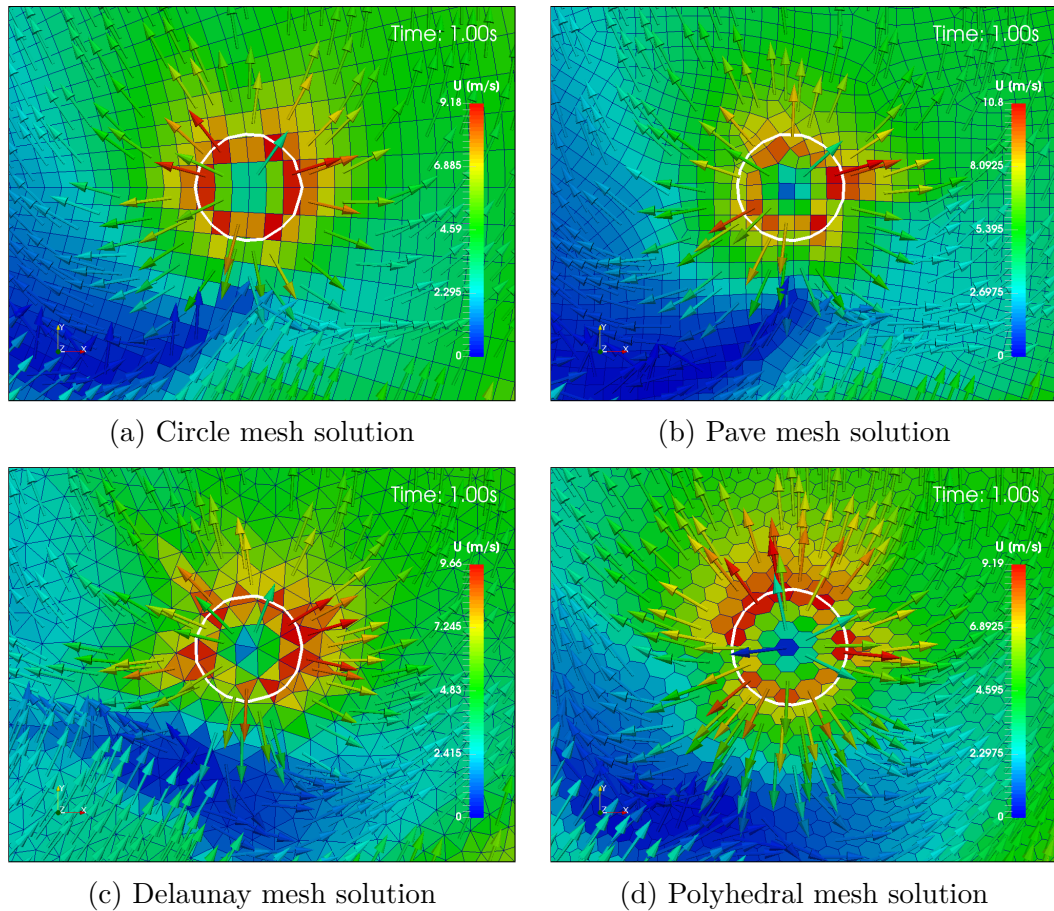 Time: 1.00s
U (m/s)
9.18
6.885
4.59
2.295
0
Y
Z X
(a) Circle mesh solution
Time: 1.00s
U (m/s)
10.8
8.0925
5.395
2.6975
0
Y
Z X
(b) Pave mesh solution
Time: 1.00s
U (m/s)
9.66
7.245
4.83
2.415
0
Y
Z X
(c) Delaunay mesh solution
Time: 1.00s
U (m/s)
9.19
6.8925
4.595
2.2975
0
Y
Z X
(d) Polyhedral mesh solution